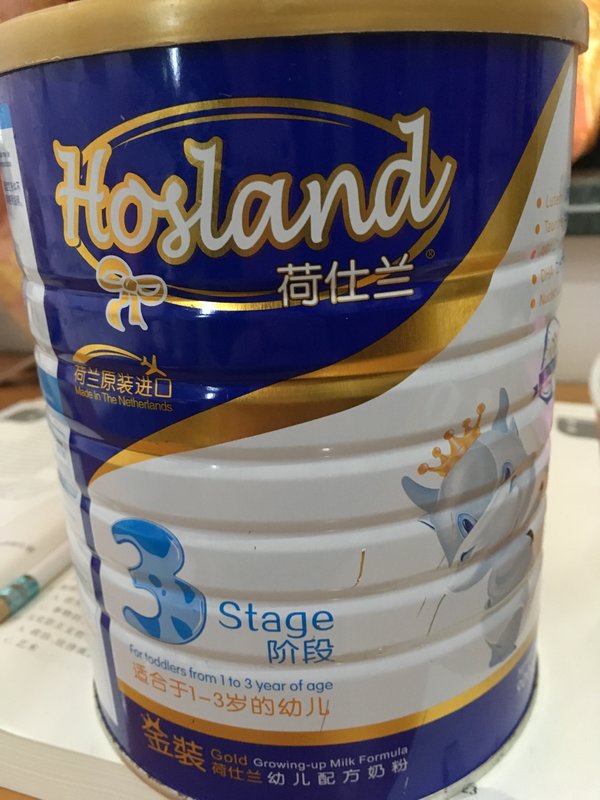 Hosland
荷仕兰
®
荷兰原装进口
Made In The Netherlands
3
Stage
阶段
For toddlers from 1 to 3 year of age
适合于1-3岁的幼儿
金装
Gold Growing-up Milk Formula
荷仕兰幼儿配方奶粉
DHA
23